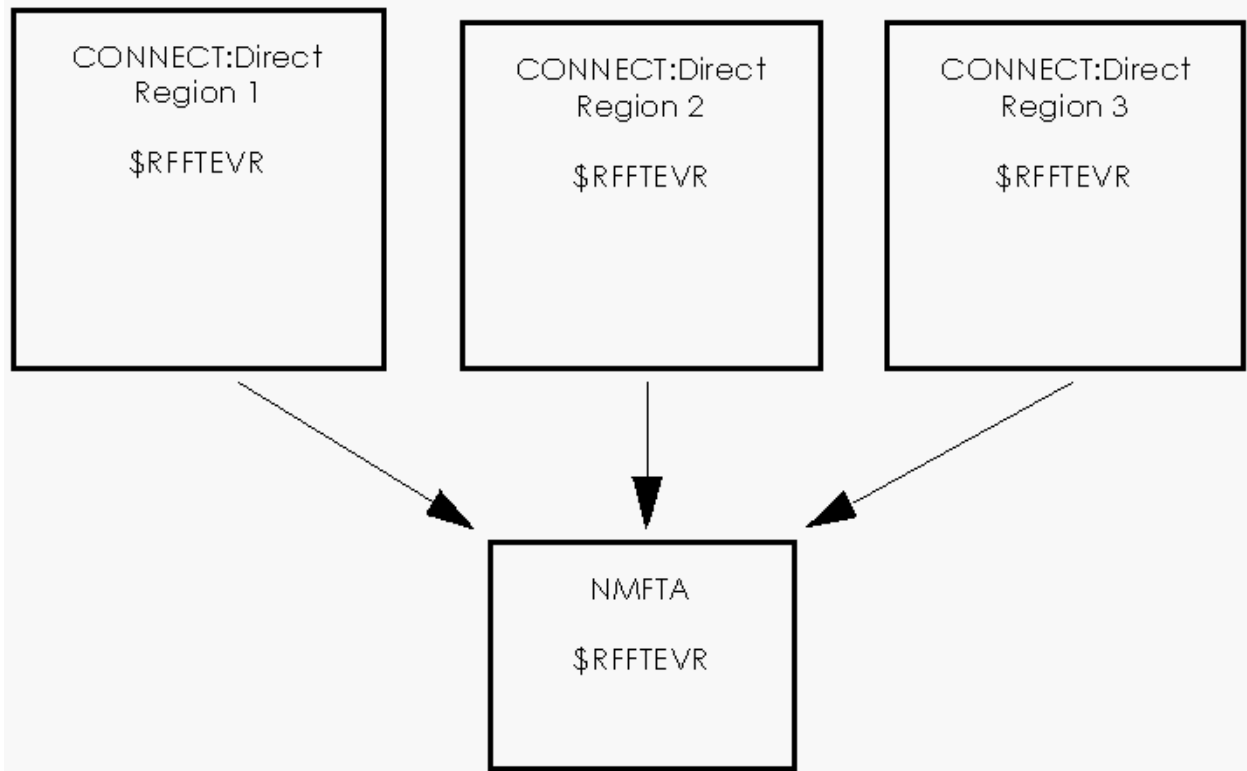 CONNECT:Direct
Region 1
$RFFTEVR
CONNECT:Direct
Region 2
$RFFTEVR
CONNECT:Direct
Region 3
$RFFTEVR
NMFTA
$RFFTEVR